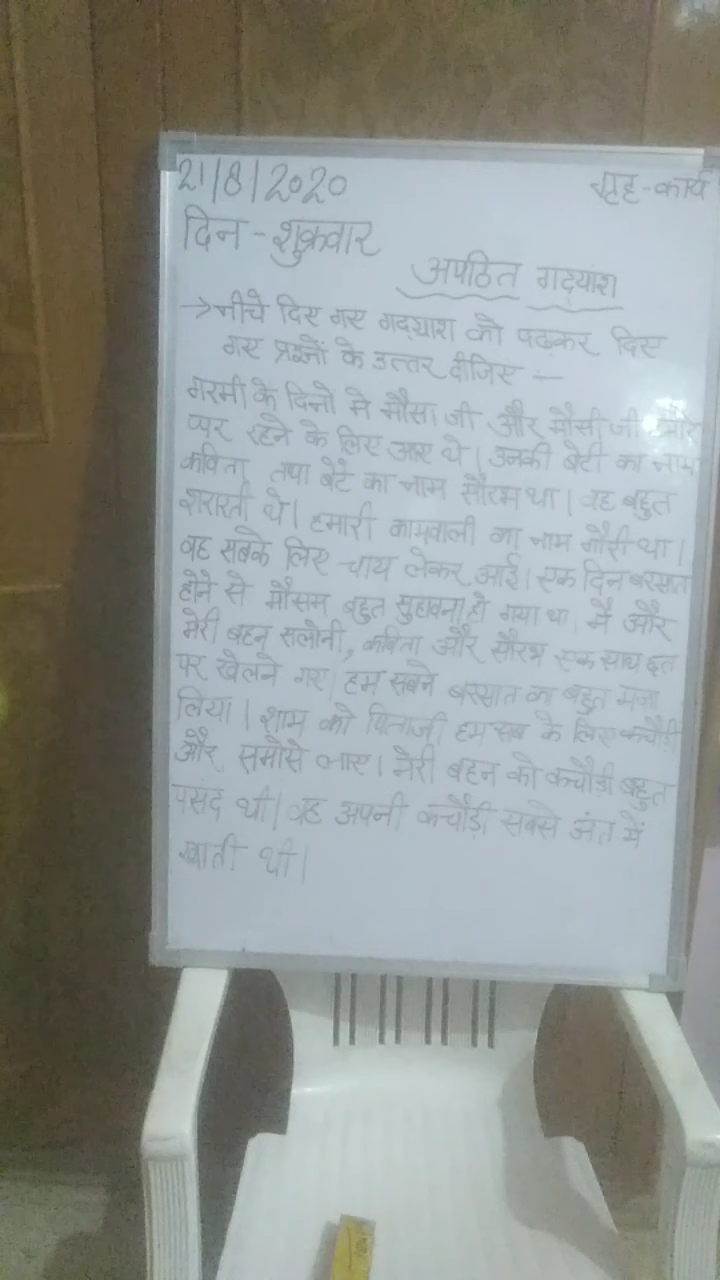 21/8/2020 गृह-कार्य
दिन-शुक्रवार
अपठित गद्यांश
→ नीचे दिए गए गद्यांश को पढ़कर दिए
गए प्रश्नों के उत्तर दीजिए —
गरमी के दिनो मे मौसा जी और मौसी जी हमारे
घर रहने के लिए आए थे। उनकी बेटी का नाम
कविता तथा बेटे का नाम सौरभ था। वह बहुत
शरारती थे। हमारी कामवाली का नाम गौरी था।
वह सबके लिए चाय लेकर आई। एक दिन बरसात
होने से मौसम बहुत सुहावना हो गया था। मै और
मेरी बहन सलोनी, कविता और सौरभ एक साथ छत
पर खेलने गए। हम सबने बरसात का बहुत मजा
लिया। शाम को पिताजी हम सब के लिए कचौड़ी
और समोसे लाए। मेरी बहन को कचौड़ी बहुत
पसंद थी। वह अपनी कचौड़ी सबसे अंत में
खाती थी।